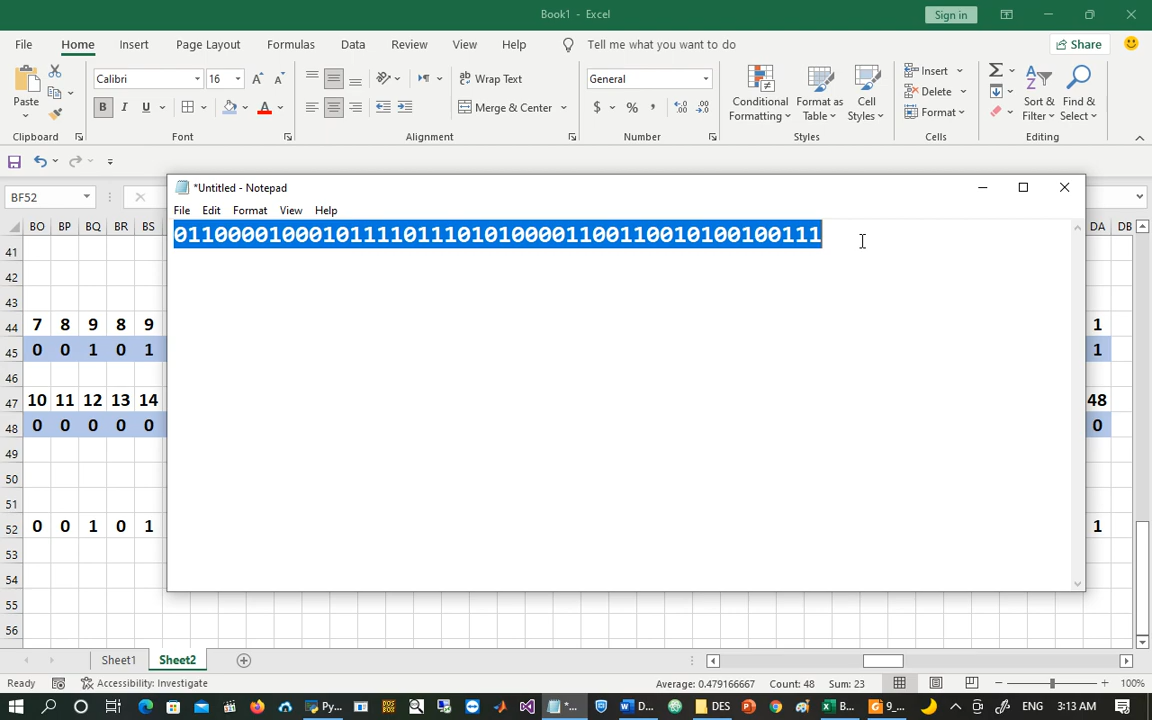 Book1 - Excel
Sign in
File Home Insert Page Layout Formulas Data Review View Help Tell me what you want to do Share
Paste
Calibri 16
B I U
Wrap Text
Merge & Center
General
$ % ,
Conditional Formatting
Format as Table
Cell Styles
Insert
Delete
Format
Sort & Filter
Find & Select
Clipboard Font Alignment Number Styles Cells Editing
BF52
*Untitled - Notepad
File Edit Format View Help
011000010001011110111010100001100110010100100111
BO BP BQ BR BS DA DB
41
42
43
44 7 8 9 8 9 1
45 0 0 1 0 1 1
46
47 10 11 12 13 14 48
48 0 0 0 0 0 0
49
50
51
52 0 0 1 0 1 1
53
54
55
56
Sheet1 Sheet2
Ready Accessibility: Investigate Average: 0.479166667 Count: 48 Sum: 23 100%
Py... *... D... DES B... 9_... ENG 3:13 AM